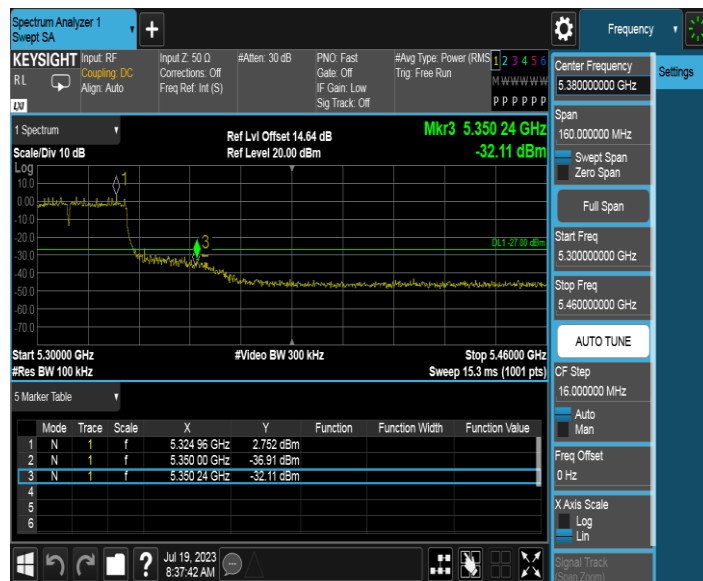 Spectrum Analyzer 1
Swept SA
+
Frequency
KEYSIGHT
RL
LXI
Input: RF
Coupling: DC
Align: Auto
Input Z: 50 Ω
Corrections: Off
Freq Ref: Int (S)
#Atten: 30 dB
PNO: Fast
Gate: Off
IF Gain: Low
Sig Track: Off
#Avg Type: Power (RMS
Trig: Free Run
1 2 3 4 5 6
M W W W W W
P P P P P P
1 Spectrum
Scale/Div 10 dB
Ref Lvl Offset 14.64 dB
Ref Level 20.00 dBm
Mkr3 5.350 24 GHz
-32.11 dBm
Log
10.0
0.00
-10.0
-20.0
-30.0
-40.0
-50.0
-60.0
-70.0
1
3
DL1 -27.00 dBm
Start 5.30000 GHz
#Res BW 100 kHz
#Video BW 300 kHz
Stop 5.46000 GHz
Sweep 15.3 ms (1001 pts)
5 Marker Table
Mode Trace Scale X Y Function Function Width Function Value
1 N 1 f 5.324 96 GHz 2.752 dBm
2 N 1 f 5.350 00 GHz -36.91 dBm
3 N 1 f 5.350 24 GHz -32.11 dBm
4
5
6
?
Jul 19, 2023
8:37:42 AM
Center Frequency
5.380000000 GHz
Settings
Span
160.000000 MHz
Swept Span
Zero Span
Full Span
Start Freq
5.300000000 GHz
Stop Freq
5.460000000 GHz
AUTO TUNE
CF Step
16.000000 MHz
Auto
Man
Freq Offset
0 Hz
X Axis Scale
Log
Lin
Signal Track
(Span Zoom)